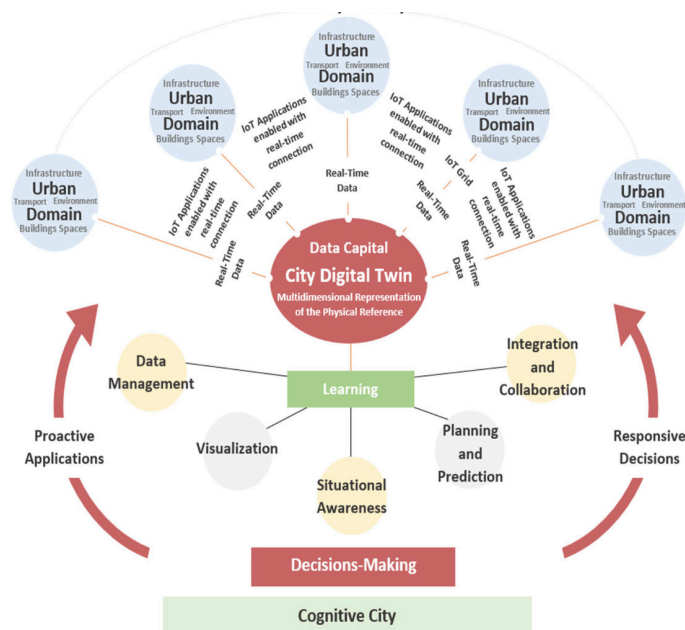 Infrastructure
Urban
Transport Environment
Domain
Buildings Spaces
Infrastructure
Urban
Transport Environment
Domain
Buildings Spaces
Infrastructure
Urban
Transport Environment
Domain
Buildings Spaces
Infrastructure
Urban
Transport Environment
Domain
Buildings Spaces
Infrastructure
Urban
Transport Environment
Domain
Buildings Spaces
IoT Applications
enabled with
real-time
connection
IoT Applications
enabled with
real-time
connection
IoT Applications
enabled with
real-time
connection
IoT Grid
IoT Applications
enabled with
real-time
connection
Real-Time
Data
Real-Time
Data
Real-Time
Data
Real-Time
Data
Real-Time
Data
Data Capital
City Digital Twin
Multidimensional Representation
of the Physical Reference
Learning
Data
Management
Visualization
Situational
Awareness
Planning
and
Prediction
Integration
and
Collaboration
Proactive
Applications
Responsive
Decisions
Decisions-Making
Cognitive City